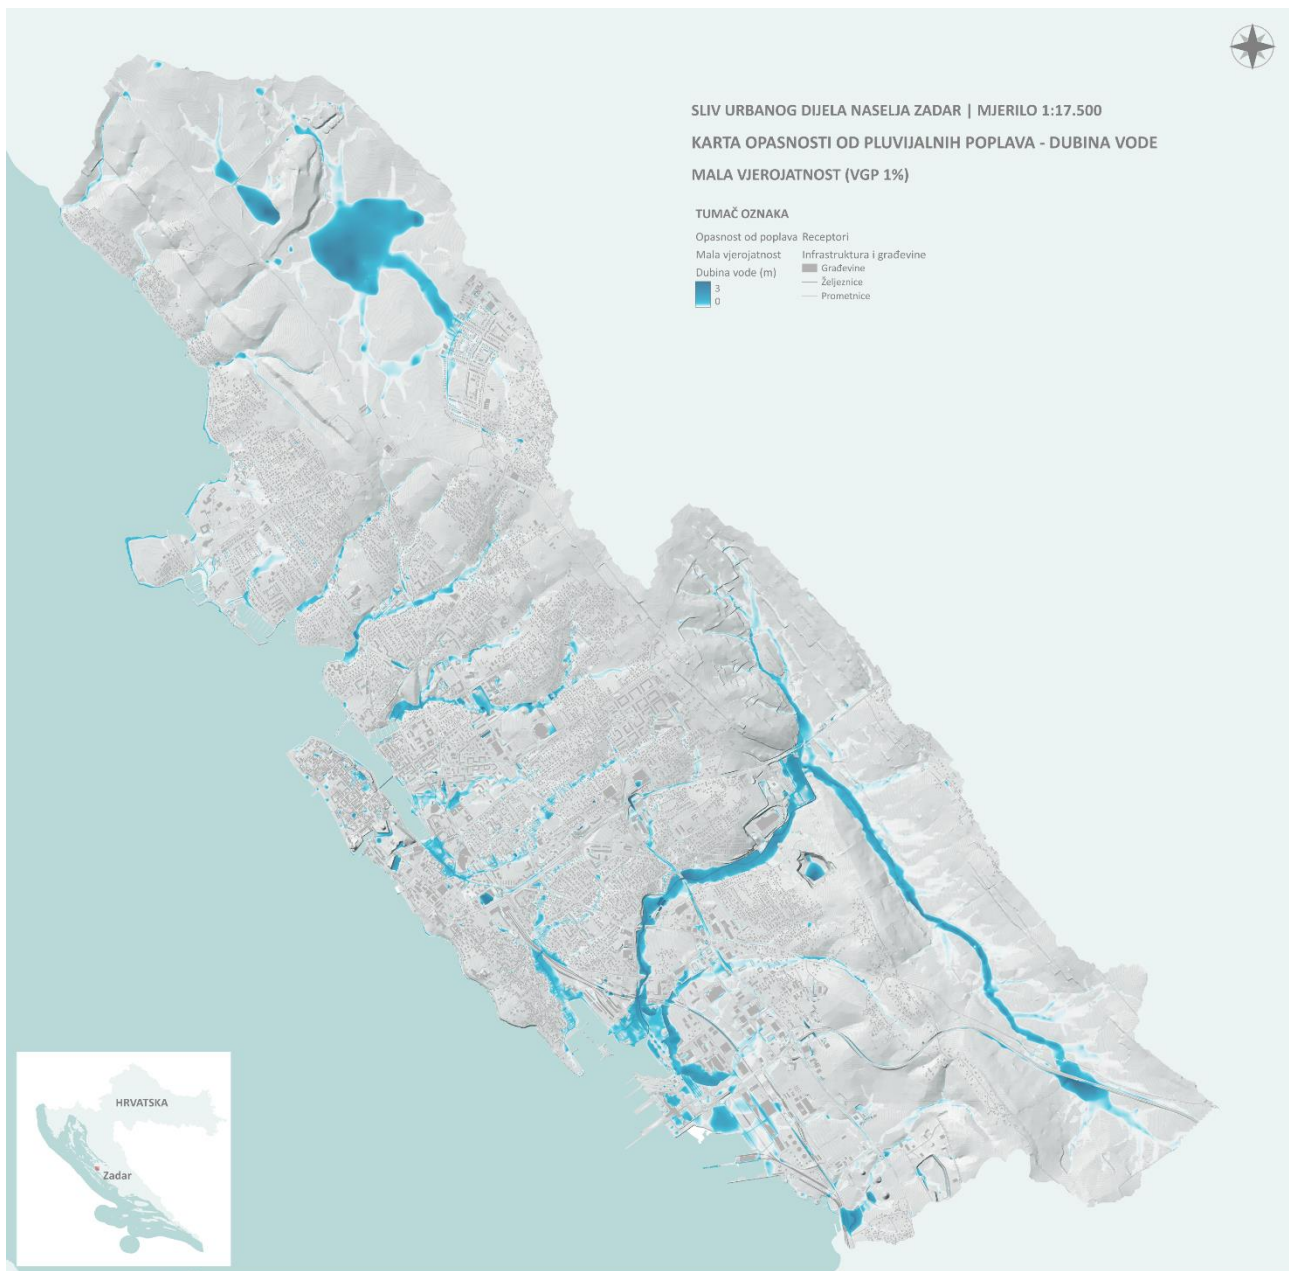 SLIV URBANOG DIJELA NASELJA ZADAR | MJERILO 1:17.500
KARTA OPASNOSTI OD PLUVIJALNIH POPLAVA - DUBINA VODE
MALA VJEROJATNOST (VGP 1%)
TUMAČ OZNAKA
Opasnost od poplava Receptori
Mala vjerojatnost Infrastruktura i građevine
Dubina vode (m) Građevine
3 Željeznice
0 Prometnice
HRVATSKA
Zadar